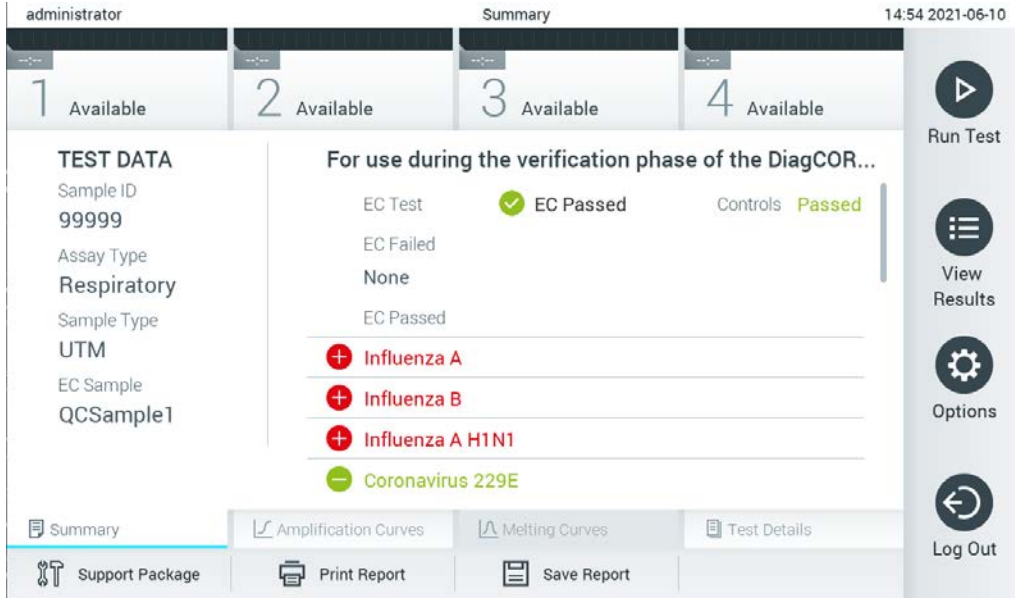 administrator
Summary
14:54 2021-06-10
--:--
1 Available
--:--
2 Available
--:--
3 Available
--:--
4 Available
Run Test
View
Results
Options
Log Out
TEST DATA
Sample ID
99999
Assay Type
Respiratory
Sample Type
UTM
EC Sample
QCSample1
For use during the verification phase of the DiagCOR...
EC Test EC Passed Controls Passed
EC Failed
None
EC Passed
Influenza A
Influenza B
Influenza A H1N1
Coronavirus 229E
Summary
Amplification Curves
Melting Curves
Test Details
Support Package
Print Report
Save Report